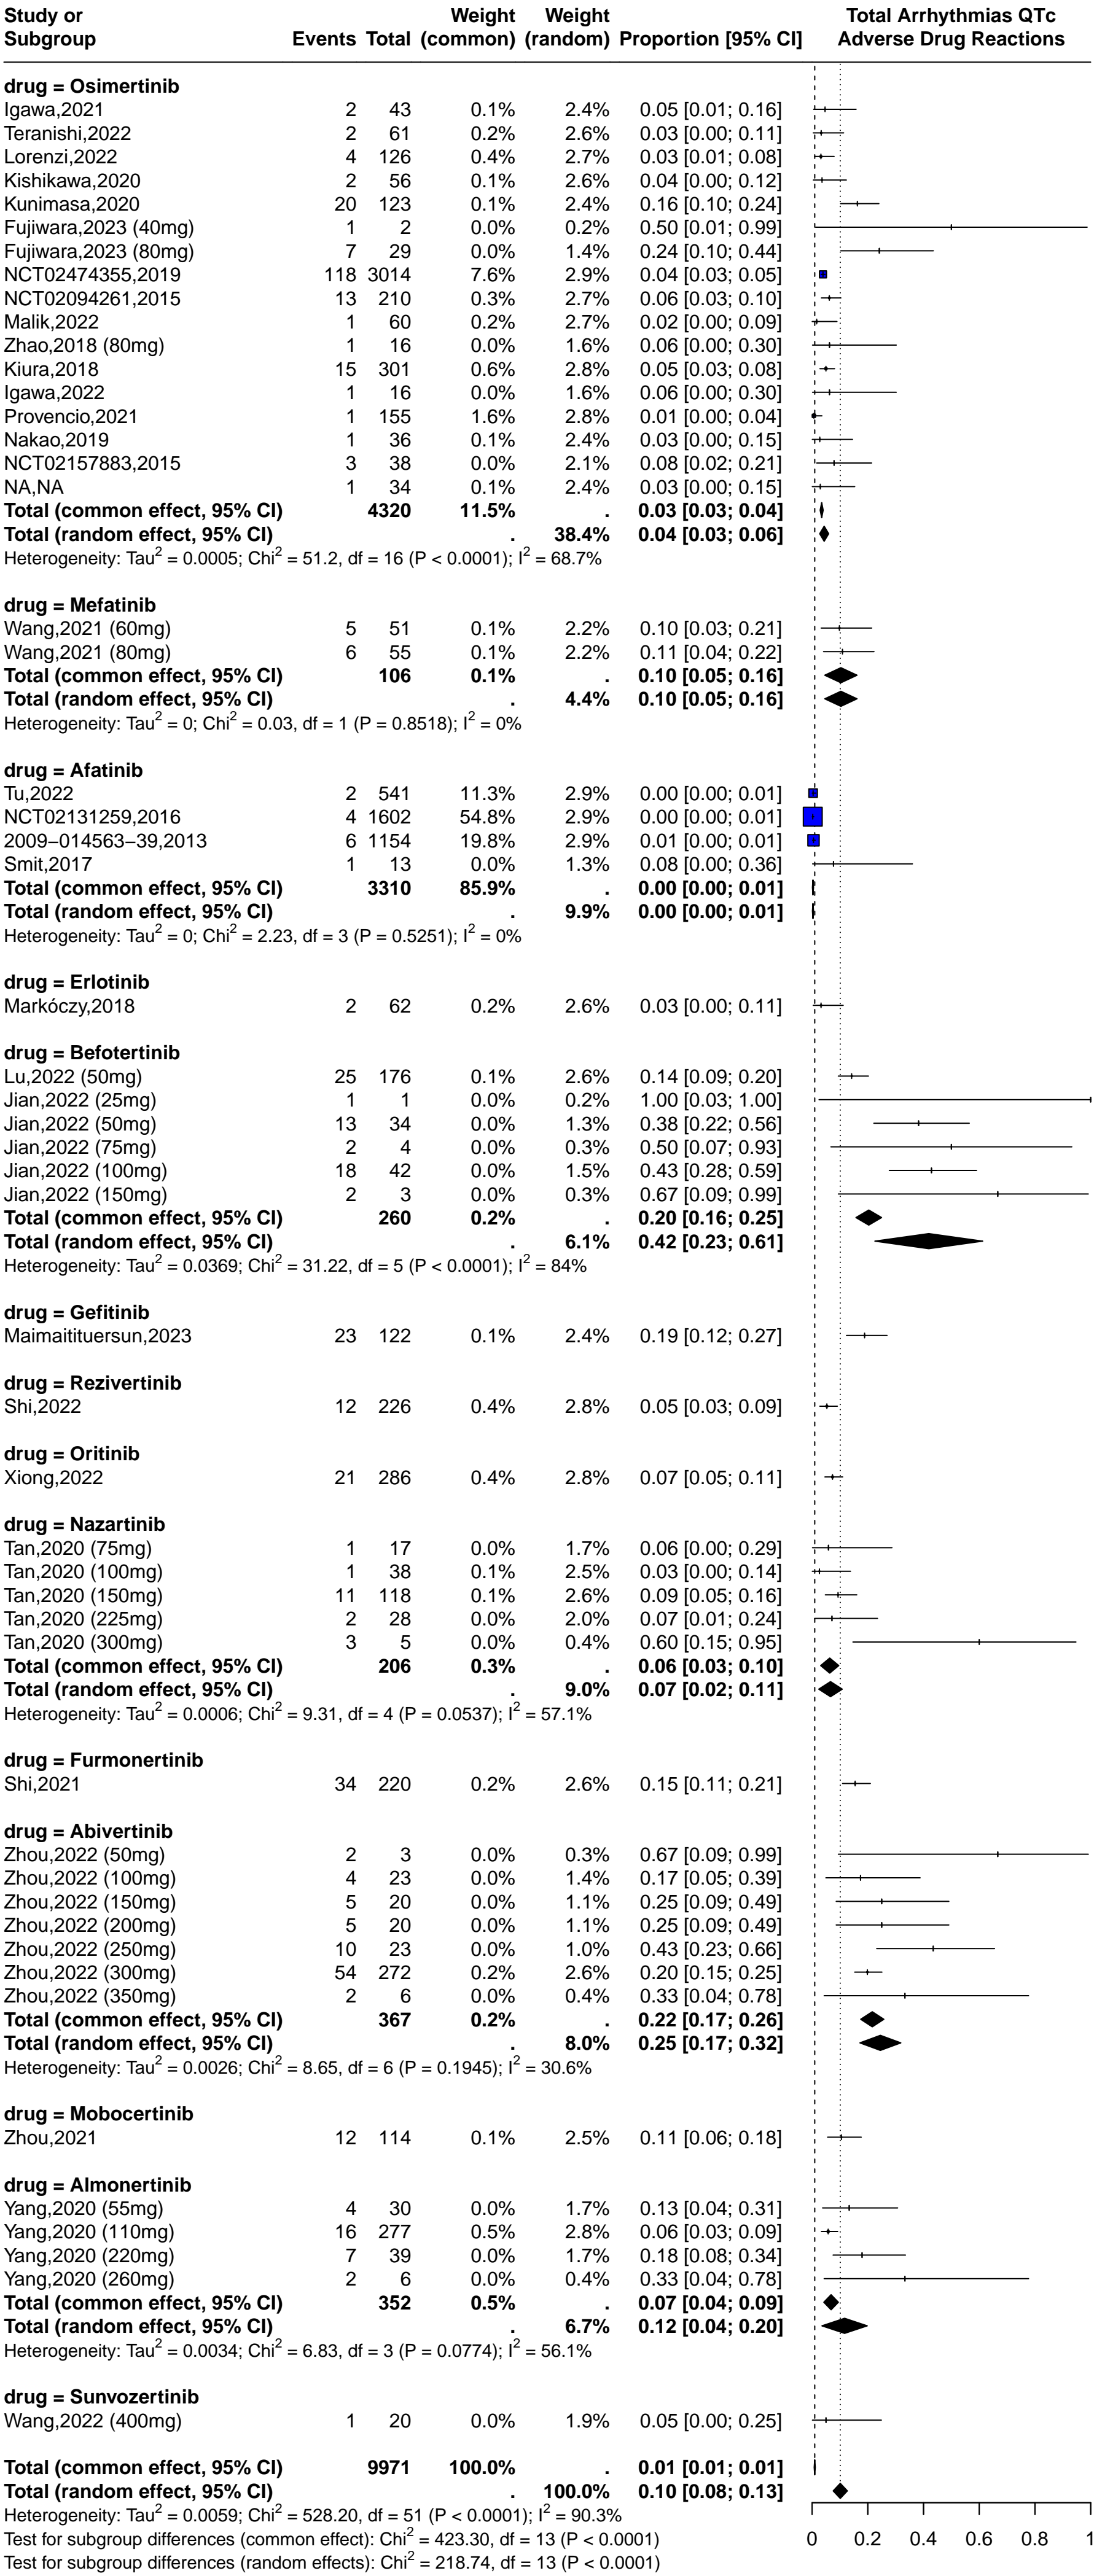 Study or Weight Weight Total Arrhythmias QTc
Subgroup Events Total (common) (random) Proportion [95% CI] Adverse Drug Reactions
drug = Osimertinib
Igawa,2021 2 43 0.1% 2.4% 0.05 [0.01; 0.16]
Teranishi,2022 2 61 0.2% 2.6% 0.03 [0.00; 0.11]
Lorenzi,2022 4 126 0.4% 2.7% 0.03 [0.01; 0.08]
Kishikawa,2020 2 56 0.1% 2.6% 0.04 [0.00; 0.12]
Kunimasa,2020 20 123 0.1% 2.4% 0.16 [0.10; 0.24]
Fujiwara,2023 (40mg) 1 2 0.0% 0.2% 0.50 [0.01; 0.99]
Fujiwara,2023 (80mg) 7 29 0.0% 1.4% 0.24 [0.10; 0.44]
NCT02474355,2019 118 3014 7.6% 2.9% 0.04 [0.03; 0.05]
NCT02094261,2015 13 210 0.3% 2.7% 0.06 [0.03; 0.10]
Malik,2022 1 60 0.2% 2.7% 0.02 [0.00; 0.09]
Zhao,2018 (80mg) 1 16 0.0% 1.6% 0.06 [0.00; 0.30]
Kiura,2018 15 301 0.6% 2.8% 0.05 [0.03; 0.08]
Igawa,2022 1 16 0.0% 1.6% 0.06 [0.00; 0.30]
Provencio,2021 1 155 1.6% 2.8% 0.01 [0.00; 0.04]
Nakao,2019 1 36 0.1% 2.4% 0.03 [0.00; 0.15]
NCT02157883,2015 3 38 0.0% 2.1% 0.08 [0.02; 0.21]
NA,NA 1 34 0.1% 2.4% 0.03 [0.00; 0.15]
Total (common effect, 95% CI) 4320 11.5% . 0.03 [0.03; 0.04]
Total (random effect, 95% CI) . 38.4% 0.04 [0.03; 0.06]
Heterogeneity: Tau² = 0.0005; Chi² = 51.2, df = 16 (P < 0.0001); I² = 68.7%
drug = Mefatinib
Wang,2021 (60mg) 5 51 0.1% 2.2% 0.10 [0.03; 0.21]
Wang,2021 (80mg) 6 55 0.1% 2.2% 0.11 [0.04; 0.22]
Total (common effect, 95% CI) 106 0.1% . 0.10 [0.05; 0.16]
Total (random effect, 95% CI) . 4.4% 0.10 [0.05; 0.16]
Heterogeneity: Tau² = 0; Chi² = 0.03, df = 1 (P = 0.8518); I² = 0%
drug = Afatinib
Tu,2022 2 541 11.3% 2.9% 0.00 [0.00; 0.01]
NCT02131259,2016 4 1602 54.8% 2.9% 0.00 [0.00; 0.01]
2009−014563−39,2013 6 1154 19.8% 2.9% 0.01 [0.00; 0.01]
Smit,2017 1 13 0.0% 1.3% 0.08 [0.00; 0.36]
Total (common effect, 95% CI) 3310 85.9% . 0.00 [0.00; 0.01]
Total (random effect, 95% CI) . 9.9% 0.00 [0.00; 0.01]
Heterogeneity: Tau² = 0; Chi² = 2.23, df = 3 (P = 0.5251); I² = 0%
drug = Erlotinib
Markóczy,2018 2 62 0.2% 2.6% 0.03 [0.00; 0.11]
drug = Befotertinib
Lu,2022 (50mg) 25 176 0.1% 2.6% 0.14 [0.09; 0.20]
Jian,2022 (25mg) 1 1 0.0% 0.2% 1.00 [0.03; 1.00]
Jian,2022 (50mg) 13 34 0.0% 1.3% 0.38 [0.22; 0.56]
Jian,2022 (75mg) 2 4 0.0% 0.3% 0.50 [0.07; 0.93]
Jian,2022 (100mg) 18 42 0.0% 1.5% 0.43 [0.28; 0.59]
Jian,2022 (150mg) 2 3 0.0% 0.3% 0.67 [0.09; 0.99]
Total (common effect, 95% CI) 260 0.2% . 0.20 [0.16; 0.25]
Total (random effect, 95% CI) . 6.1% 0.42 [0.23; 0.61]
Heterogeneity: Tau² = 0.0369; Chi² = 31.22, df = 5 (P < 0.0001); I² = 84%
drug = Gefitinib
Maimaitituersun,2023 23 122 0.1% 2.4% 0.19 [0.12; 0.27]
drug = Rezivertinib
Shi,2022 12 226 0.4% 2.8% 0.05 [0.03; 0.09]
drug = Oritinib
Xiong,2022 21 286 0.4% 2.8% 0.07 [0.05; 0.11]
drug = Nazartinib
Tan,2020 (75mg) 1 17 0.0% 1.7% 0.06 [0.00; 0.29]
Tan,2020 (100mg) 1 38 0.1% 2.5% 0.03 [0.00; 0.14]
Tan,2020 (150mg) 11 118 0.1% 2.6% 0.09 [0.05; 0.16]
Tan,2020 (225mg) 2 28 0.0% 2.0% 0.07 [0.01; 0.24]
Tan,2020 (300mg) 3 5 0.0% 0.4% 0.60 [0.15; 0.95]
Total (common effect, 95% CI) 206 0.3% . 0.06 [0.03; 0.10]
Total (random effect, 95% CI) . 9.0% 0.07 [0.02; 0.11]
Heterogeneity: Tau² = 0.0006; Chi² = 9.31, df = 4 (P = 0.0537); I² = 57.1%
drug = Furmonertinib
Shi,2021 34 220 0.2% 2.6% 0.15 [0.11; 0.21]
drug = Abivertinib
Zhou,2022 (50mg) 2 3 0.0% 0.3% 0.67 [0.09; 0.99]
Zhou,2022 (100mg) 4 23 0.0% 1.4% 0.17 [0.05; 0.39]
Zhou,2022 (150mg) 5 20 0.0% 1.1% 0.25 [0.09; 0.49]
Zhou,2022 (200mg) 5 20 0.0% 1.1% 0.25 [0.09; 0.49]
Zhou,2022 (250mg) 10 23 0.0% 1.0% 0.43 [0.23; 0.66]
Zhou,2022 (300mg) 54 272 0.2% 2.6% 0.20 [0.15; 0.25]
Zhou,2022 (350mg) 2 6 0.0% 0.4% 0.33 [0.04; 0.78]
Total (common effect, 95% CI) 367 0.2% . 0.22 [0.17; 0.26]
Total (random effect, 95% CI) . 8.0% 0.25 [0.17; 0.32]
Heterogeneity: Tau² = 0.0026; Chi² = 8.65, df = 6 (P = 0.1945); I² = 30.6%
drug = Mobocertinib
Zhou,2021 12 114 0.1% 2.5% 0.11 [0.06; 0.18]
drug = Almonertinib
Yang,2020 (55mg) 4 30 0.0% 1.7% 0.13 [0.04; 0.31]
Yang,2020 (110mg) 16 277 0.5% 2.8% 0.06 [0.03; 0.09]
Yang,2020 (220mg) 7 39 0.0% 1.7% 0.18 [0.08; 0.34]
Yang,2020 (260mg) 2 6 0.0% 0.4% 0.33 [0.04; 0.78]
Total (common effect, 95% CI) 352 0.5% . 0.07 [0.04; 0.09]
Total (random effect, 95% CI) . 6.7% 0.12 [0.04; 0.20]
Heterogeneity: Tau² = 0.0034; Chi² = 6.83, df = 3 (P = 0.0774); I² = 56.1%
drug = Sunvozertinib
Wang,2022 (400mg) 1 20 0.0% 1.9% 0.05 [0.00; 0.25]
Total (common effect, 95% CI) 9971 100.0% . 0.01 [0.01; 0.01]
Total (random effect, 95% CI) . 100.0% 0.10 [0.08; 0.13]
Heterogeneity: Tau² = 0.0059; Chi² = 528.20, df = 51 (P < 0.0001); I² = 90.3%
Test for subgroup differences (common effect): Chi² = 423.30, df = 13 (P < 0.0001)
Test for subgroup differences (random effects): Chi² = 218.74, df = 13 (P < 0.0001)
0 0.2 0.4 0.6 0.8 1